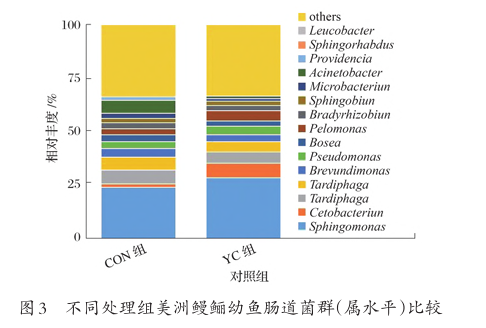 100
75
50
25
0
相对丰度/%
CON 组
YC 组
对照组
others
Leucobacter
Sphingorhabdus
Providencia
Acinetobacter
Microbacteriun
Sphingobiun
Bradyrhizobiun
Pelomonas
Bosea
Pseudomonas
Brevundimonas
Tardiphaga
Tardiphaga
Cetobacteriun
Sphingomonas
图3 不同处理组美洲鳗鲡幼鱼肠道菌群(属水平)比较